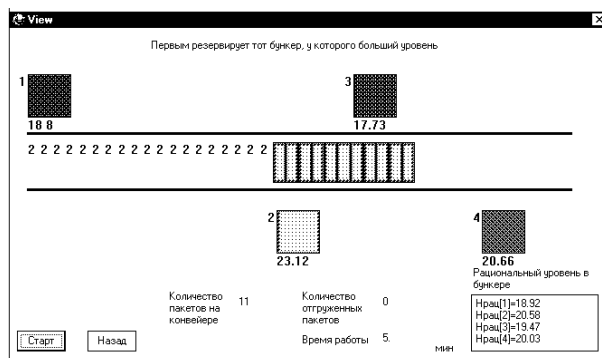 View
Первым резервирует тот бункер, у которого больший уровень
1
3
18 8
17.73
2 2 2 2 2 2 2 2 2 2 2 2 2 2 2 2 2 2 2 2
2
4
23.12
20.66
Рациональный уровень в
бункере
Количество
пакетов на
конвейере
11
Количество
отгруженных
пакетов
0
Нрац[1]=18.92
Нрац[2]=20.58
Нрац[3]=19.47
Нрац[4]=20.03
Старт
Назад
Время работы
5.
мин